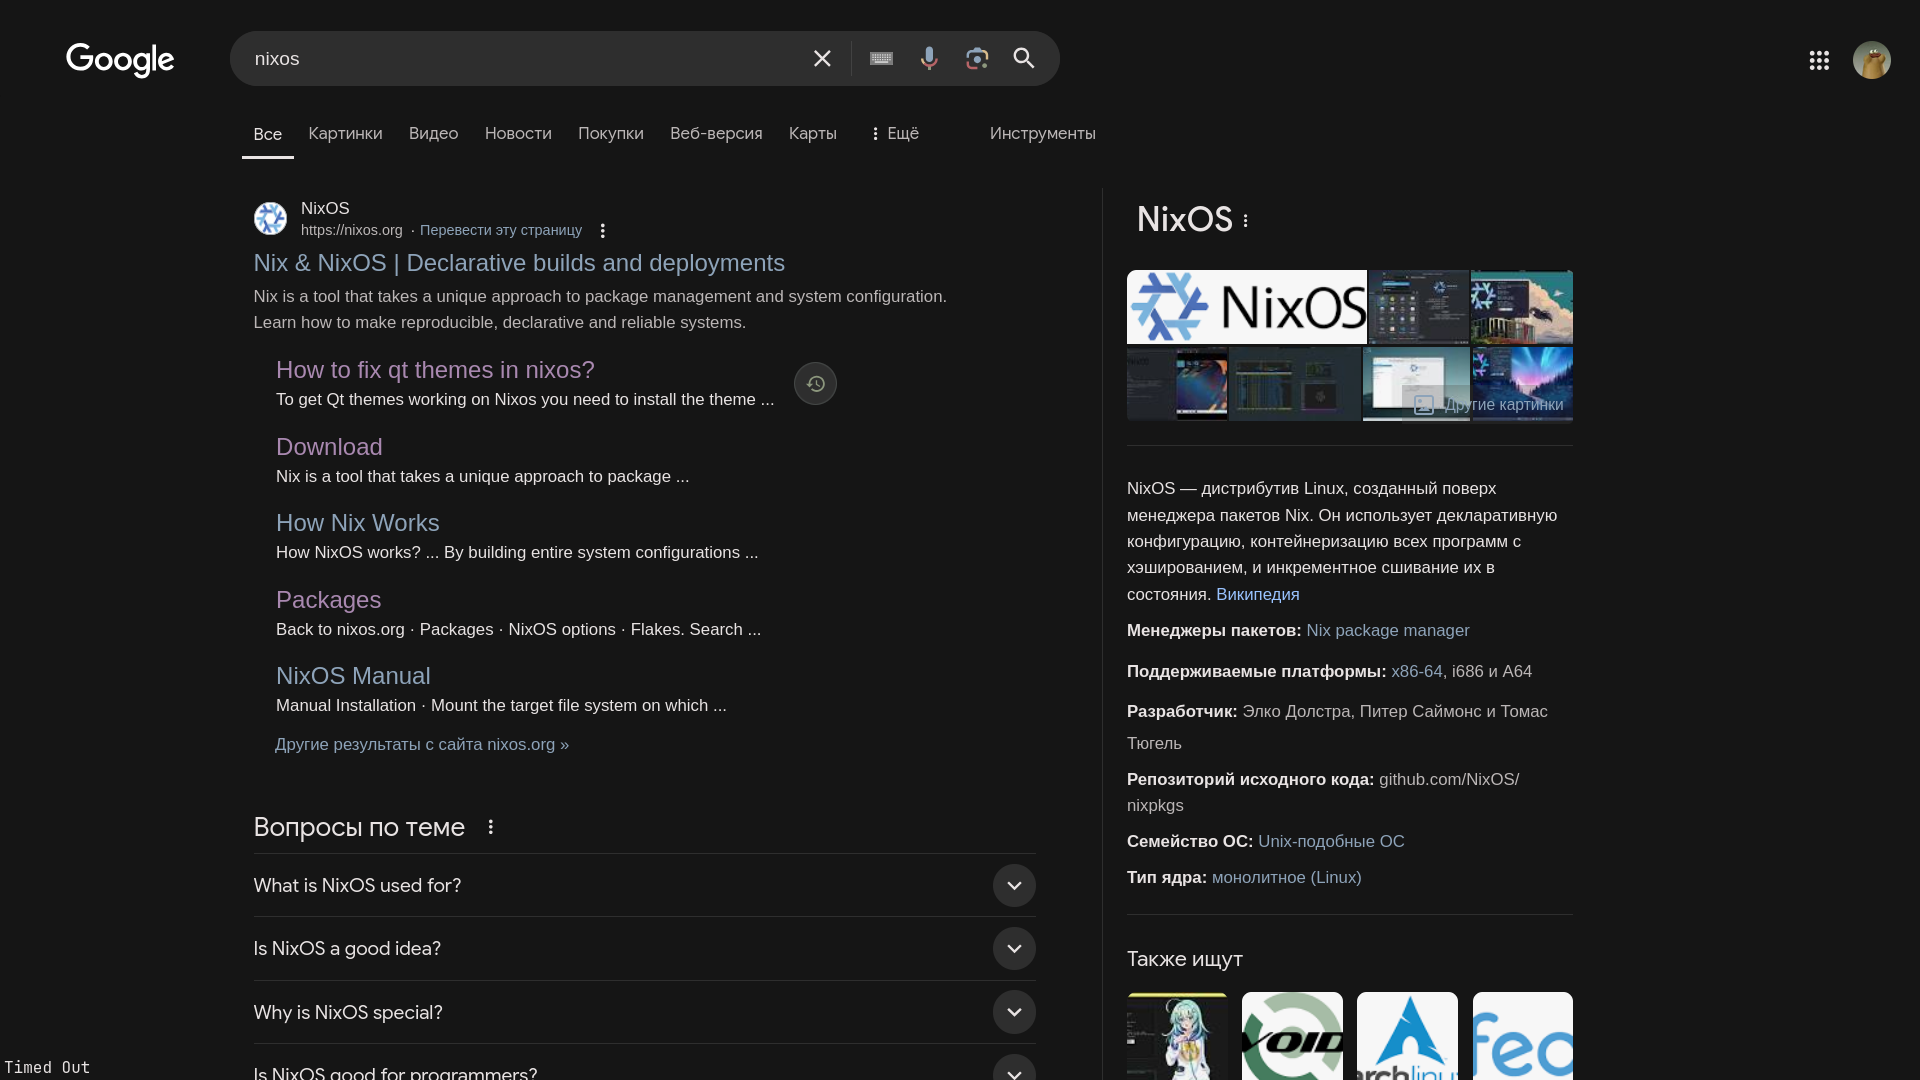 Google
nixos
Все
Картинки
Видео
Новости
Покупки
Веб-версия
Карты
Ещё
Инструменты
NixOS
https://nixos.org · Перевести эту страницу
Nix & NixOS | Declarative builds and deployments
Nix is a tool that takes a unique approach to package management and system configuration.
Learn how to make reproducible, declarative and reliable systems.
How to fix qt themes in nixos?
To get Qt themes working on Nixos you need to install the theme ...
Download
Nix is a tool that takes a unique approach to package ...
How Nix Works
How NixOS works? ... By building entire system configurations ...
Packages
Back to nixos.org · Packages · NixOS options · Flakes. Search ...
NixOS Manual
Manual Installation · Mount the target file system on which ...
Другие результаты с сайта nixos.org »
Вопросы по теме
What is NixOS used for?
Is NixOS a good idea?
Why is NixOS special?
Is NixOS good for programmers?
NixOS
NixOS
Другие картинки
NixOS — дистрибутив Linux, созданный поверх
менеджера пакетов Nix. Он использует декларативную
конфигурацию, контейнеризацию всех программ с
хэшированием, и инкрементное сшивание их в
состояния. Википедия
Менеджеры пакетов: Nix package manager
Поддерживаемые платформы: x86-64, i686 и A64
Разработчик: Элко Долстра, Питер Саймонс и Томас
Тюгель
Репозиторий исходного кода: github.com/NixOS/
nixpkgs
Семейство ОС: Unix-подобные ОС
Тип ядра: монолитное (Linux)
Также ищут
VOID
archlinux
fedo
Timed Out